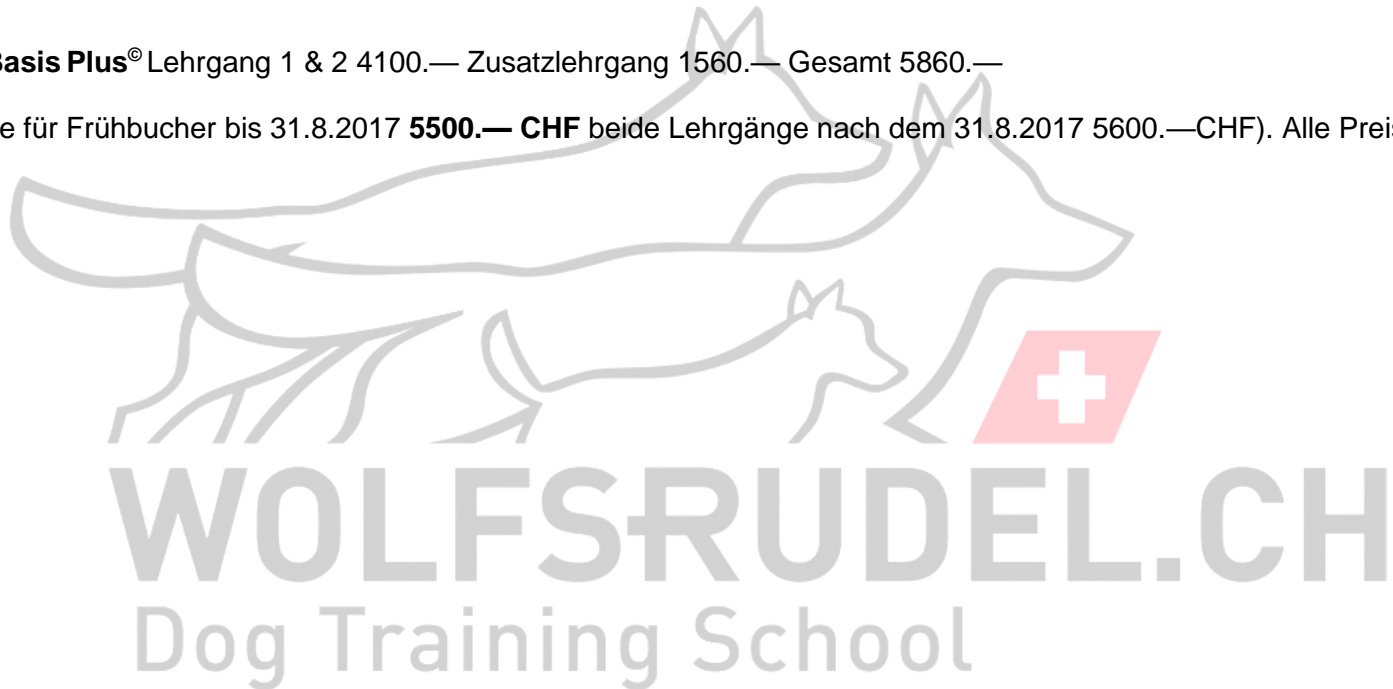 asis Plus© Lehrgang 1 & 2 4100.— Zusatzlehrgang 1560.— Gesamt 5860.—
e für Frühbucher bis 31.8.2017 5500.— CHF beide Lehrgänge nach dem 31.8.2017 5600.—CHF). Alle Preis
WOLFSRUDEL.CH
Dog Training School